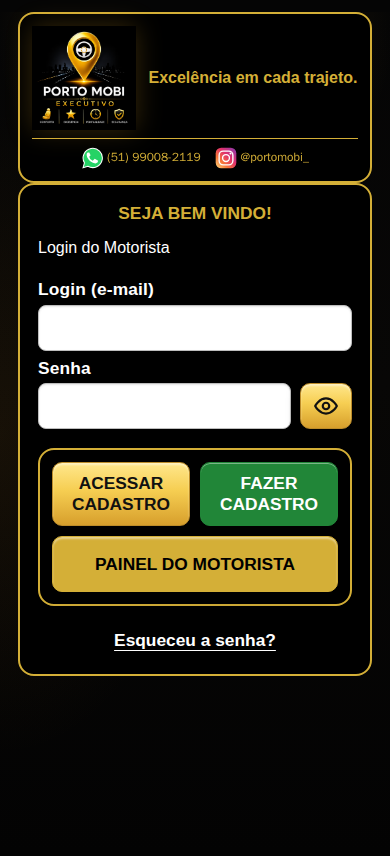 PORTO MOBI
EXECUTIVO
Excelência em cada trajeto.
(51) 99008-2119 @portomobi_
SEJA BEM VINDO!
Login do Motorista
Login (e-mail)
Senha
ACESSAR CADASTRO
FAZER CADASTRO
PAINEL DO MOTORISTA
Esqueceu a senha?